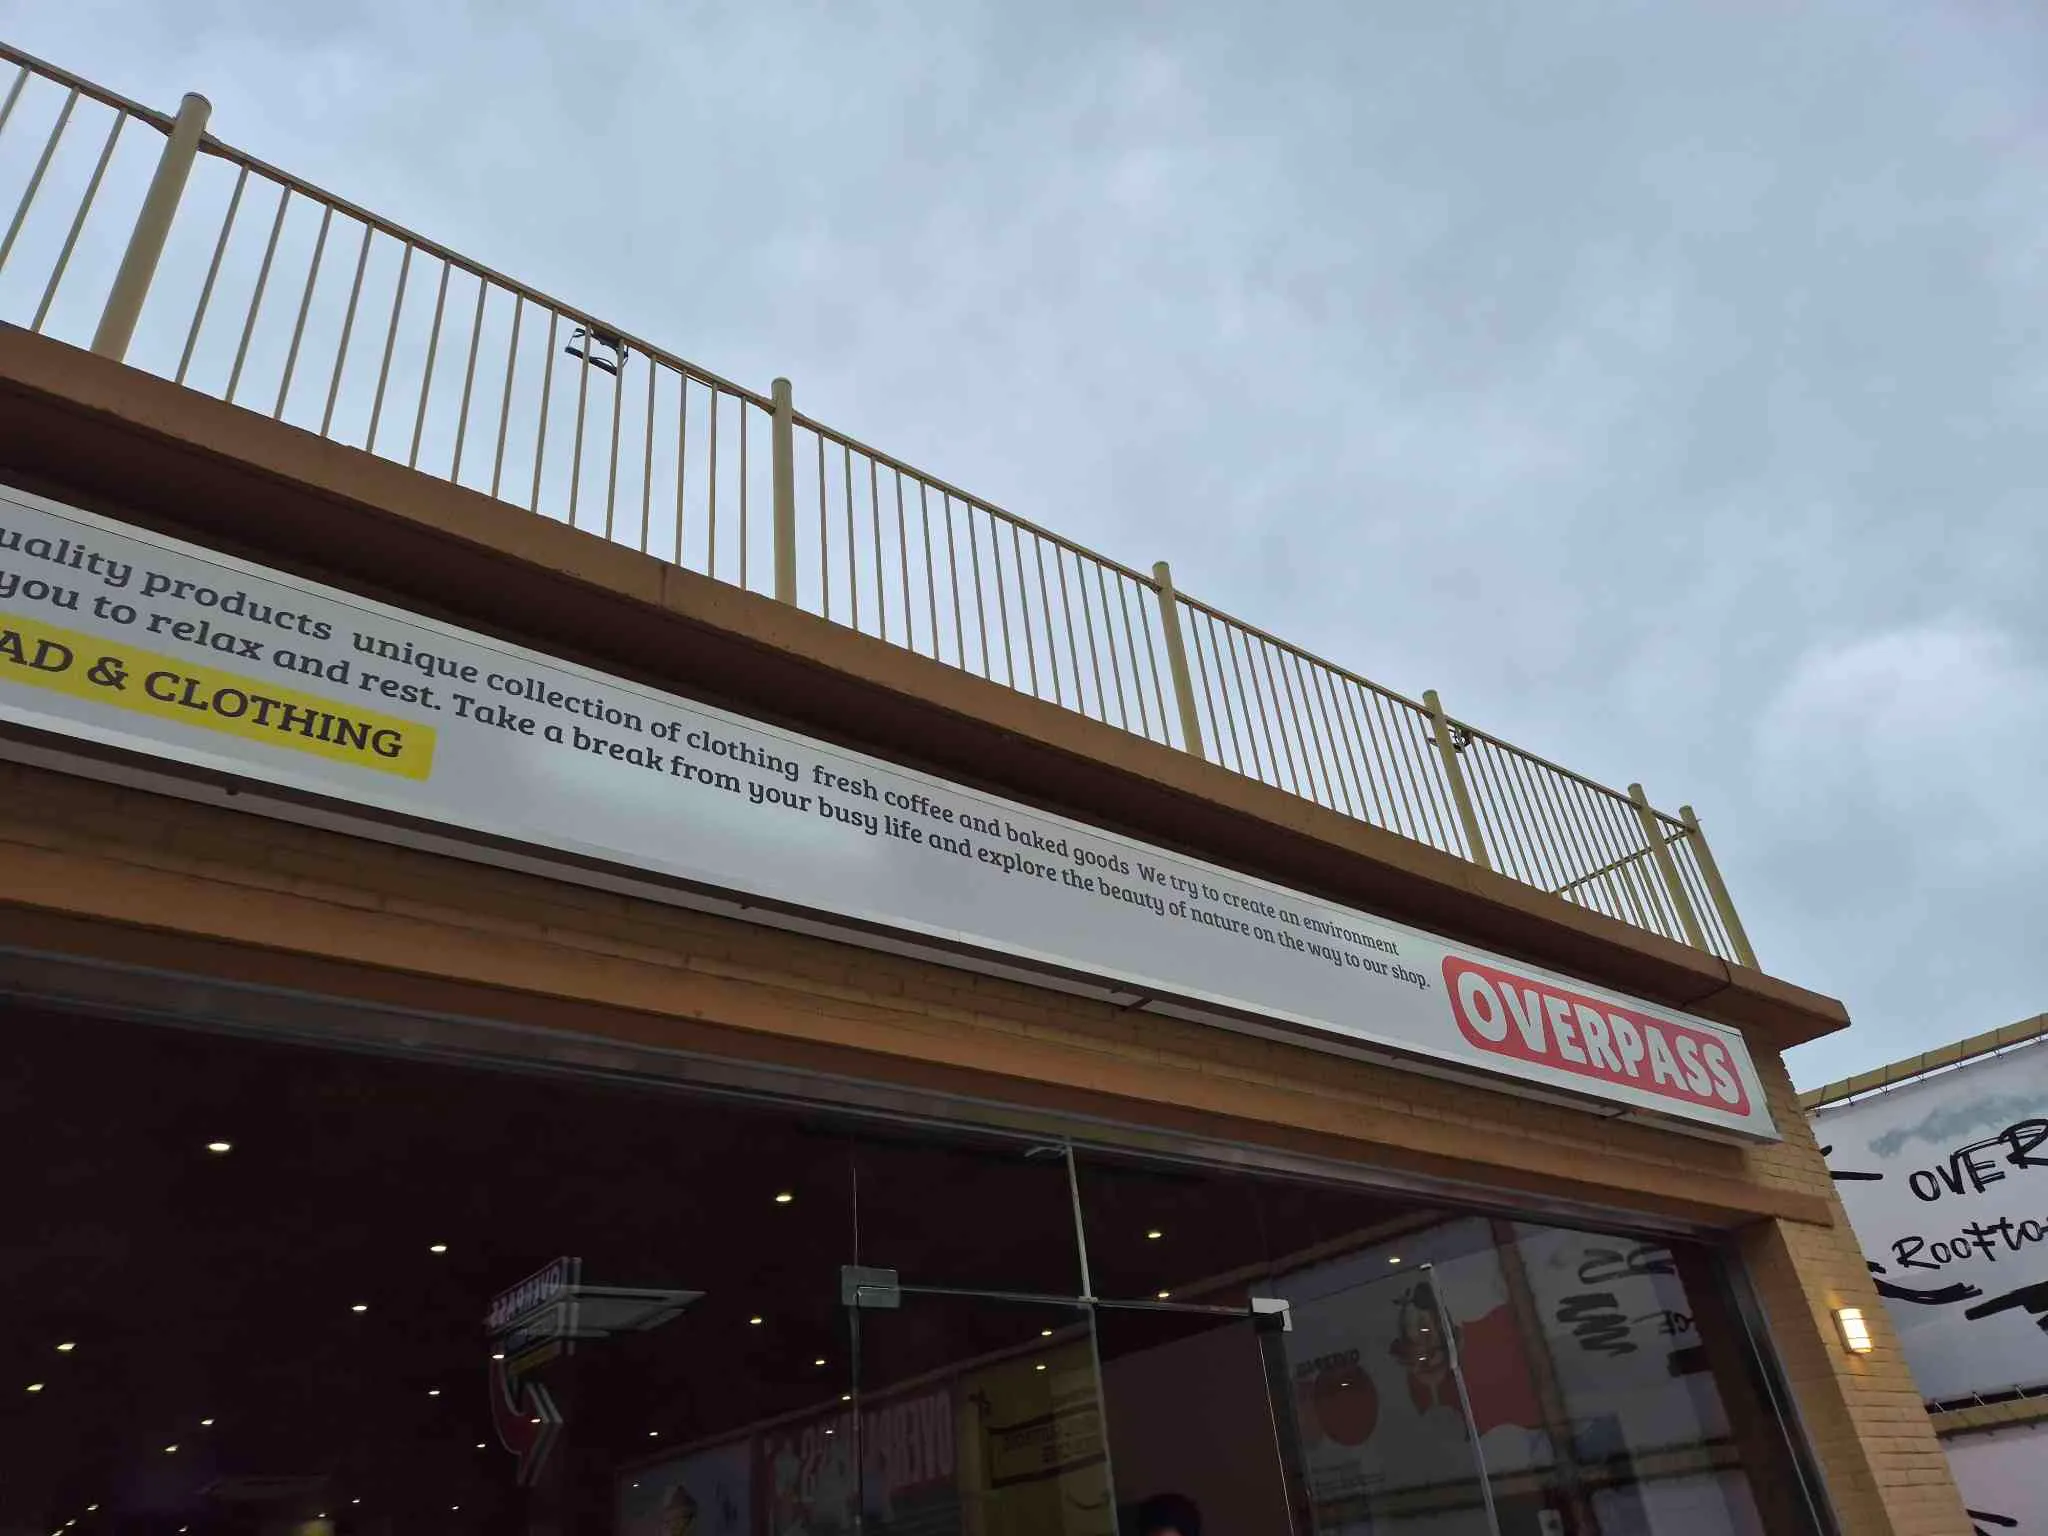 uality products unique collection of clothing fresh coffee and baked goods We try to create an environment
you to relax and rest. Take a break from your busy life and explore the beauty of nature on the way to our shop.
AD & CLOTHING
OVERPASS
OVER
Roofto
OVERPASS
OVERPASS